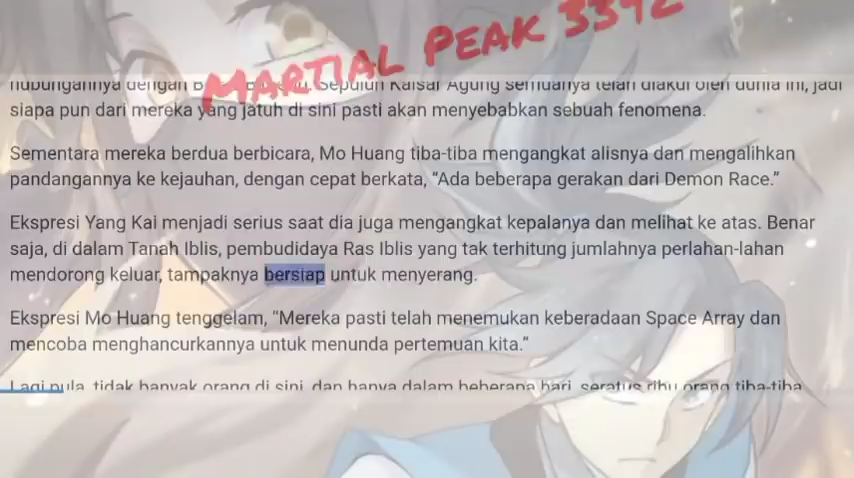 MARTIAL PEAK 3392
hubungannya dengan B Sepuluh Kaisar Agung semuanya telah diakui oleh dunia ini, jadi
siapa pun dari mereka yang jatuh di sini pasti akan menyebabkan sebuah fenomena.
Sementara mereka berdua berbicara, Mo Huang tiba-tiba mengangkat alisnya dan mengalihkan
pandangannya ke kejauhan, dengan cepat berkata, “Ada beberapa gerakan dari Demon Race.”
Ekspresi Yang Kai menjadi serius saat dia juga mengangkat kepalanya dan melihat ke atas. Benar
saja, di dalam Tanah Iblis, pembudidaya Ras Iblis yang tak terhitung jumlahnya perlahan-lahan
mendorong keluar, tampaknya bersiap untuk menyerang.
Ekspresi Mo Huang tenggelam, “Mereka pasti telah menemukan keberadaan Space Array dan
mencoba menghancurkannya untuk menunda pertemuan kita.”
Lagi pula, tidak banyak orang di sini, dan hanya dalam beberapa hari, seratus ribu orang tiba-tiba